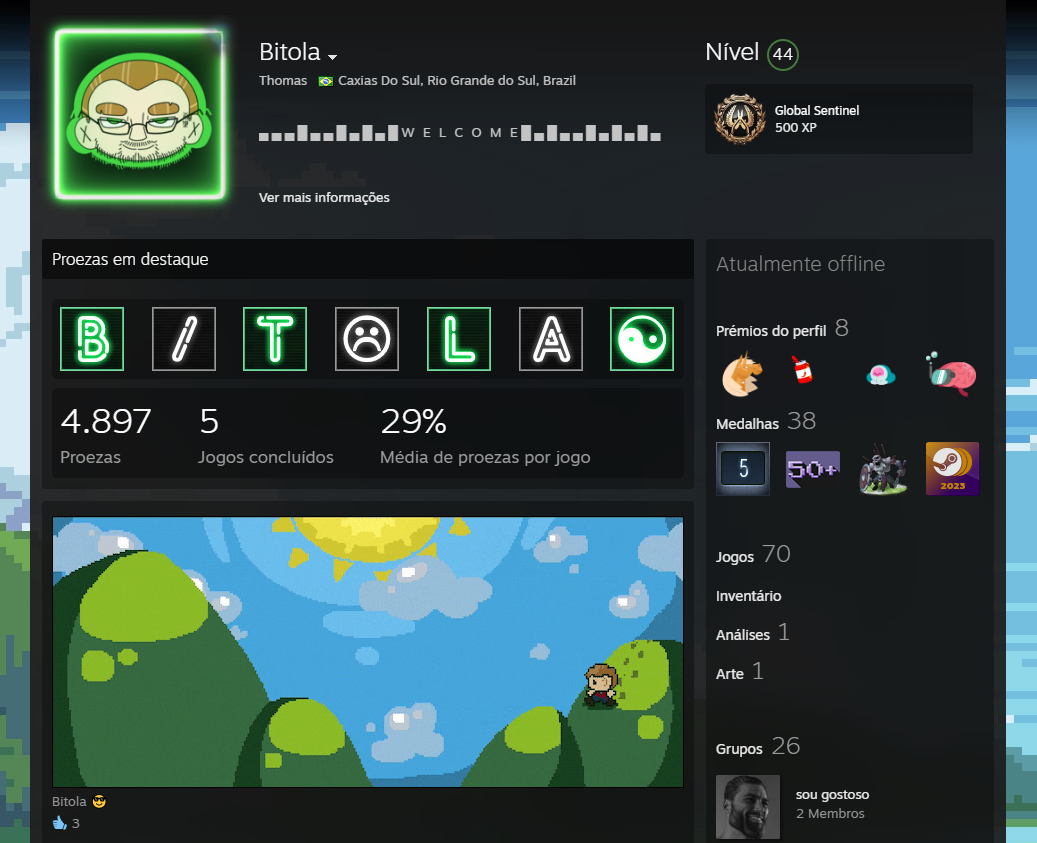 Bitola
Thomas Caxias Do Sul, Rio Grande do Sul, Brazil
▄▄▄█▄▄█▄█▄█W E L C O M E█▄█▄▄█▄█▄█▄
Ver mais informações
Nível 44
Global Sentinel
500 XP
Proezas em destaque
B / T ☹ L A ☯
4.897
Proezas
5
Jogos concluídos
29%
Média de proezas por jogo
Bitola 😎
3
Atualmente offline
Prémios do perfil 8
Medalhas 38
5
50+
2023
Jogos 70
Inventário
Análises 1
Arte 1
Grupos 26
sou gostoso
2 Membros